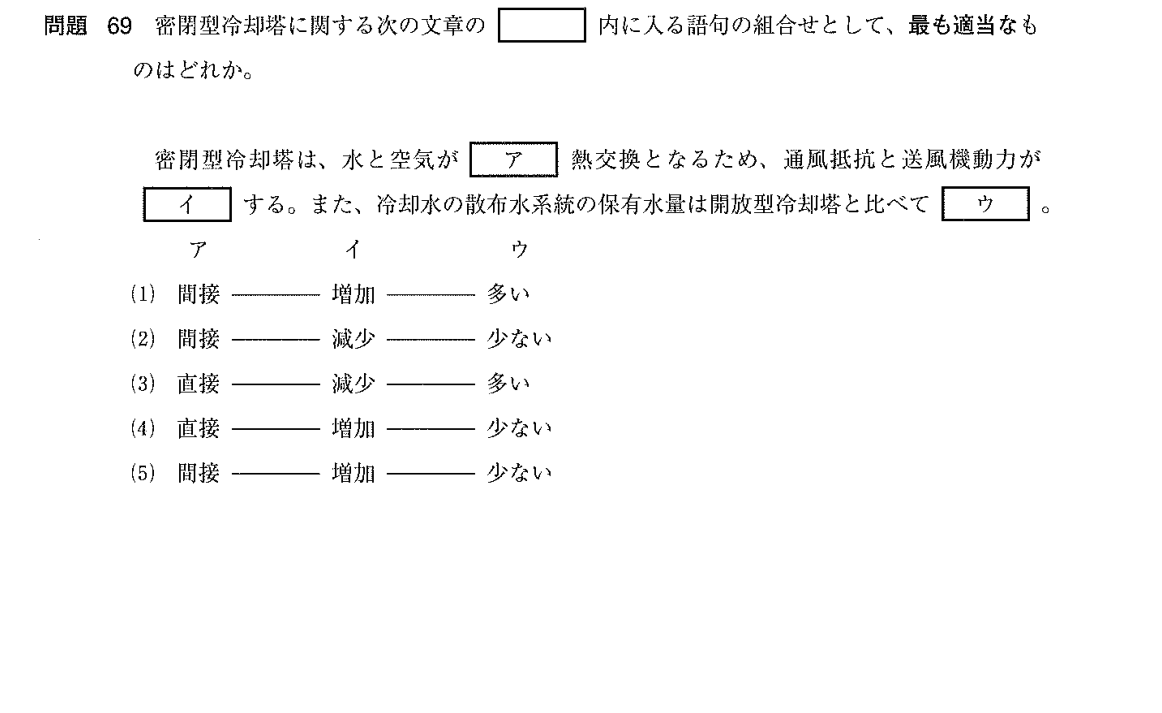 問題 69 密閉型冷却塔に関する次の文章の 内に入る語句の組合せとして、最も適当なも
のはどれか。
密閉型冷却塔は、水と空気が ア 熱交換となるため、通風抵抗と送風機動力が
イ する。また、冷却水の散布水系統の保有水量は開放型冷却塔と比べて ウ 。
ア イ ウ
(1) 間接 ―――― 増加 ―――― 多い
(2) 間接 ―――― 減少 ―――― 少ない
(3) 直接 ―――― 減少 ―――― 多い
(4) 直接 ―――― 増加 ―――― 少ない
(5) 間接 ―――― 増加 ―――― 少ない